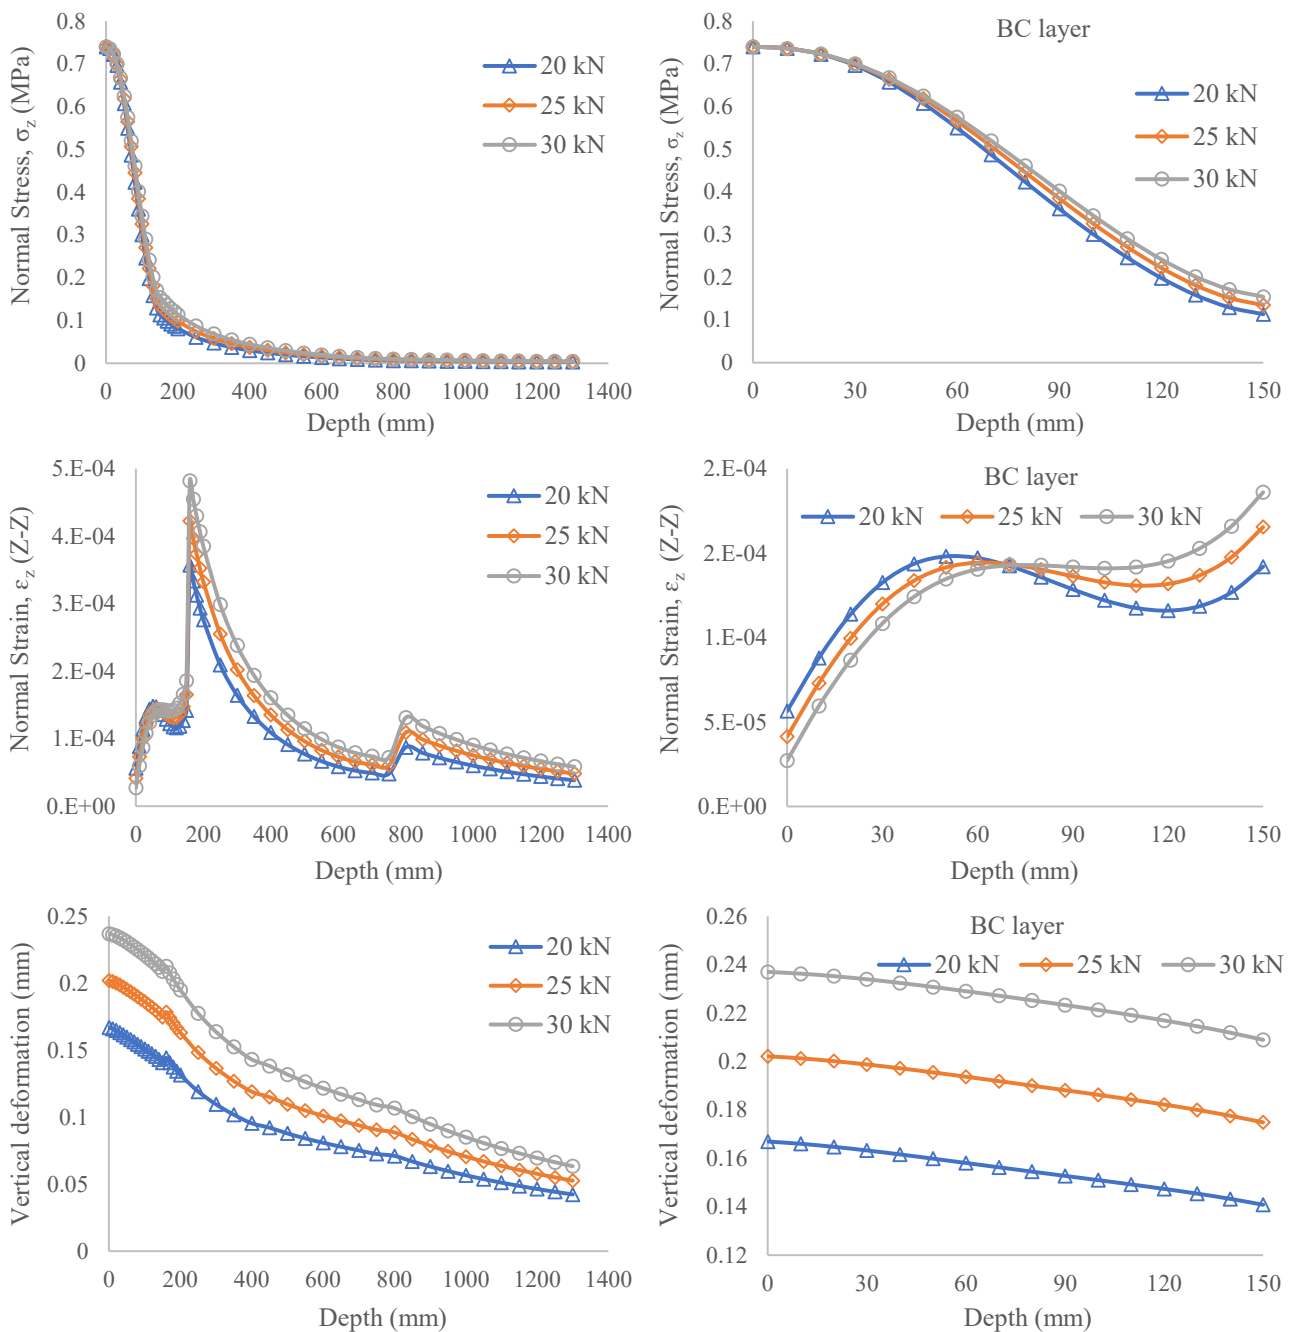 Normal Stress, σz (MPa)
0.8
0.7
0.6
0.5
0.4
0.3
0.2
0.1
0
0 200 400 600 800 1000 1200 1400
Depth (mm)
20 kN
25 kN
30 kN
BC layer
Normal Stress, σz (MPa)
0.8
0.7
0.6
0.5
0.4
0.3
0.2
0.1
0
0 30 60 90 120 150
Depth (mm)
20 kN
25 kN
30 kN
Normal Strain, εz (Z-Z)
5.E-04
4.E-04
3.E-04
2.E-04
1.E-04
0.E+00
0 200 400 600 800 1000 1200 1400
Depth (mm)
20 kN
25 kN
30 kN
BC layer
20 kN 25 kN 30 kN
Normal Strain, εz (Z-Z)
2.E-04
2.E-04
1.E-04
5.E-05
0.E+00
0 30 60 90 120 150
Depth (mm)
Vertical deformation (mm)
0.25
0.2
0.15
0.1
0.05
0
0 200 400 600 800 1000 1200 1400
Depth (mm)
20 kN
25 kN
30 kN
BC layer
20 kN 25 kN 30 kN
Vertical deformation (mm)
0.26
0.24
0.22
0.2
0.18
0.16
0.14
0.12
0 30 60 90 120 150
Depth (mm)